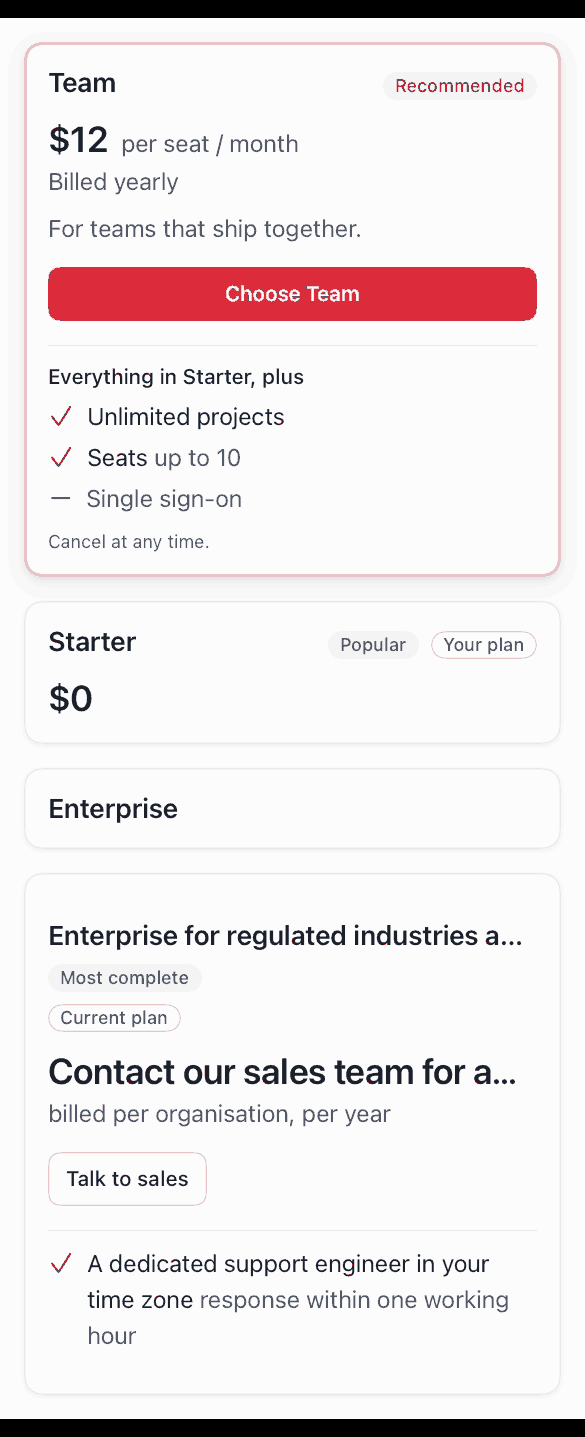 Team
Recommended
$12 per seat / month
Billed yearly
For teams that ship together.
Choose Team
Everything in Starter, plus
Unlimited projects
Seats up to 10
Single sign-on
Cancel at any time.
Starter
Popular
Your plan
$0
Enterprise
Enterprise for regulated industries a...
Most complete
Current plan
Contact our sales team for a...
billed per organisation, per year
Talk to sales
A dedicated support engineer in your
time zone response within one working
hour